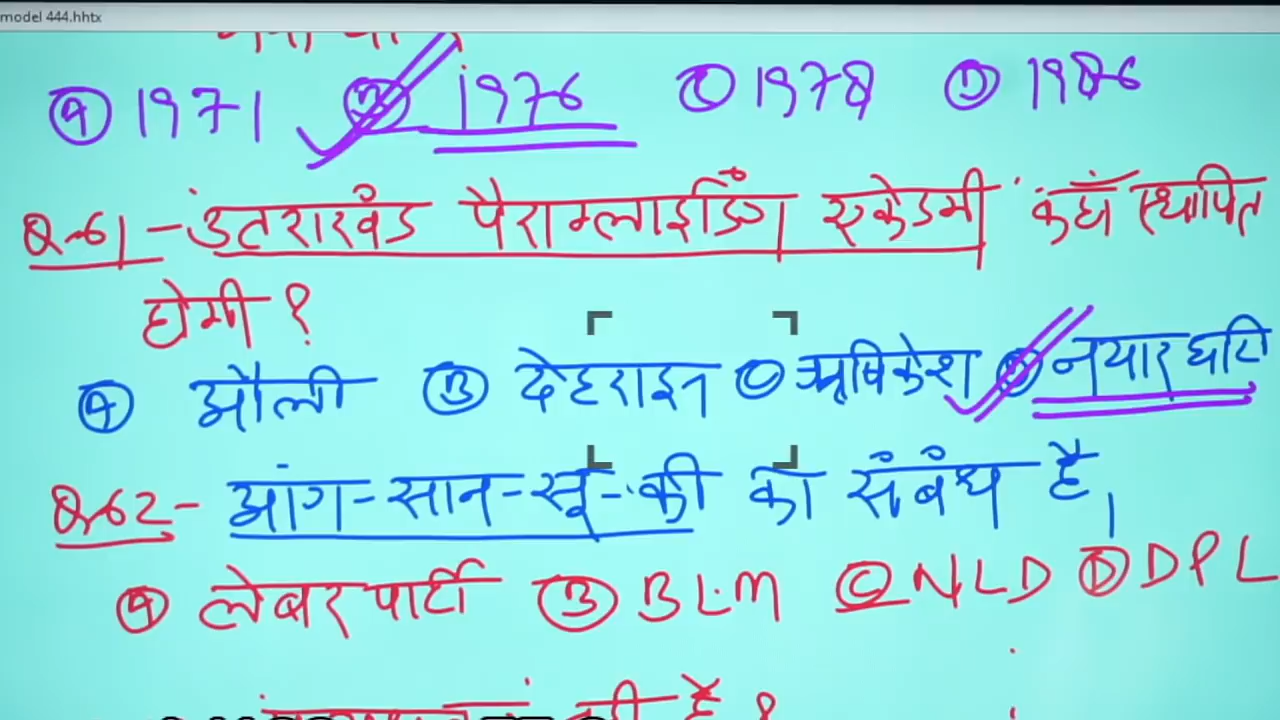 model 444.hhtx
A 1971 B 1976 C 1978 D 1986
Q-61-उत्तराखंड पैराग्लाइडिंग एकेडमी कहाँ स्थापित
होगी ?
A औली B देहरादून C ऋषिकेश D नयार घाटी
Q-62- आंग-सान-सू-की का संबंध है,
A लेबर पार्टी B BLM C NLD D DPL